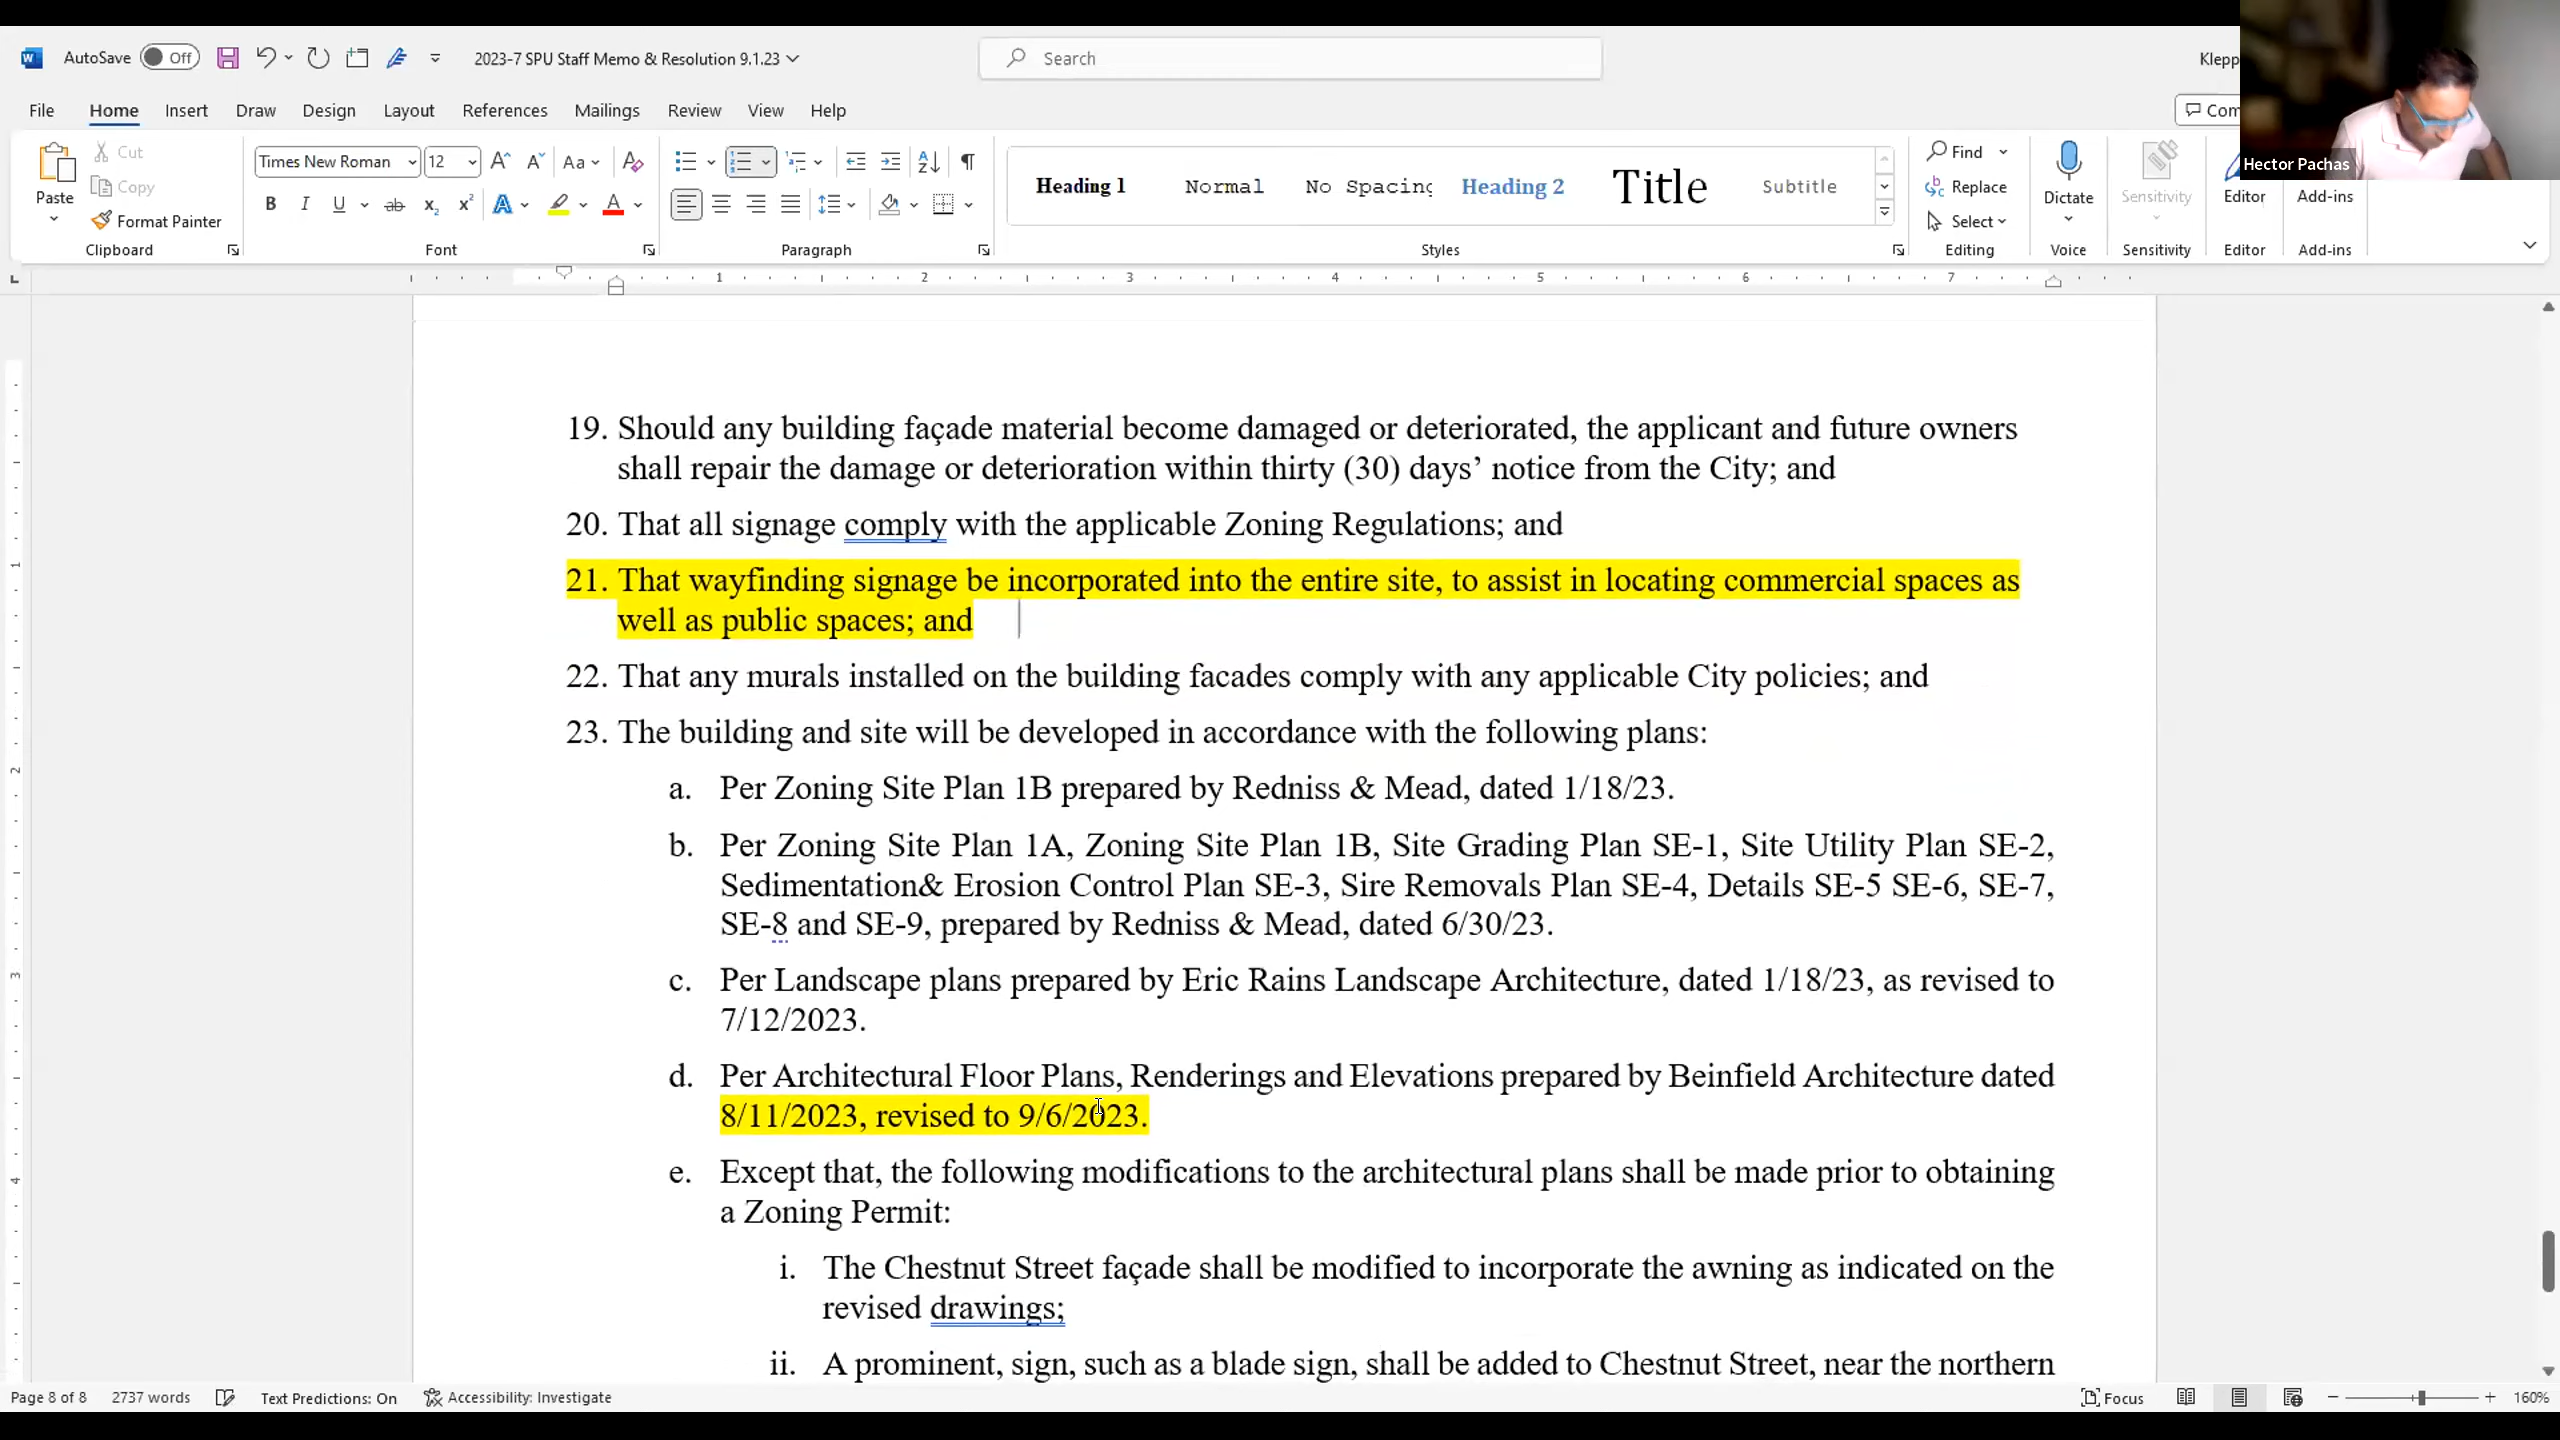 AutoSave Off 2023-7 SPU Staff Memo & Resolution 9.1.23 Search Klepp
File Home Insert Draw Design Layout References Mailings Review View Help Com
Hector Pachas
Paste Cut Copy Format Painter Clipboard
Times New Roman 12 Aa
B I U ab x₂ x² A A Font
Paragraph
Heading 1 Normal No Spacing Heading 2 Title Subtitle
Styles
Find Replace Select Editing
Dictate Voice
Sensitivity Sensitivity
Editor Editor
Add-ins Add-ins
1 2 3 4 5 6 7
19. Should any building façade material become damaged or deteriorated, the applicant and future owners
shall repair the damage or deterioration within thirty (30) days’ notice from the City; and
20. That all signage comply with the applicable Zoning Regulations; and
21. That wayfinding signage be incorporated into the entire site, to assist in locating commercial spaces as
well as public spaces; and
22. That any murals installed on the building facades comply with any applicable City policies; and
23. The building and site will be developed in accordance with the following plans:
a. Per Zoning Site Plan 1B prepared by Redniss & Mead, dated 1/18/23.
b. Per Zoning Site Plan 1A, Zoning Site Plan 1B, Site Grading Plan SE-1, Site Utility Plan SE-2,
Sedimentation& Erosion Control Plan SE-3, Sire Removals Plan SE-4, Details SE-5 SE-6, SE-7,
SE-8 and SE-9, prepared by Redniss & Mead, dated 6/30/23.
c. Per Landscape plans prepared by Eric Rains Landscape Architecture, dated 1/18/23, as revised to
7/12/2023.
d. Per Architectural Floor Plans, Renderings and Elevations prepared by Beinfield Architecture dated
8/11/2023, revised to 9/6/2023.
e. Except that, the following modifications to the architectural plans shall be made prior to obtaining
a Zoning Permit:
i. The Chestnut Street façade shall be modified to incorporate the awning as indicated on the
revised drawings;
ii. A prominent, sign, such as a blade sign, shall be added to Chestnut Street, near the northern
Page 8 of 8 2737 words Text Predictions: On Accessibility: Investigate Focus 160%